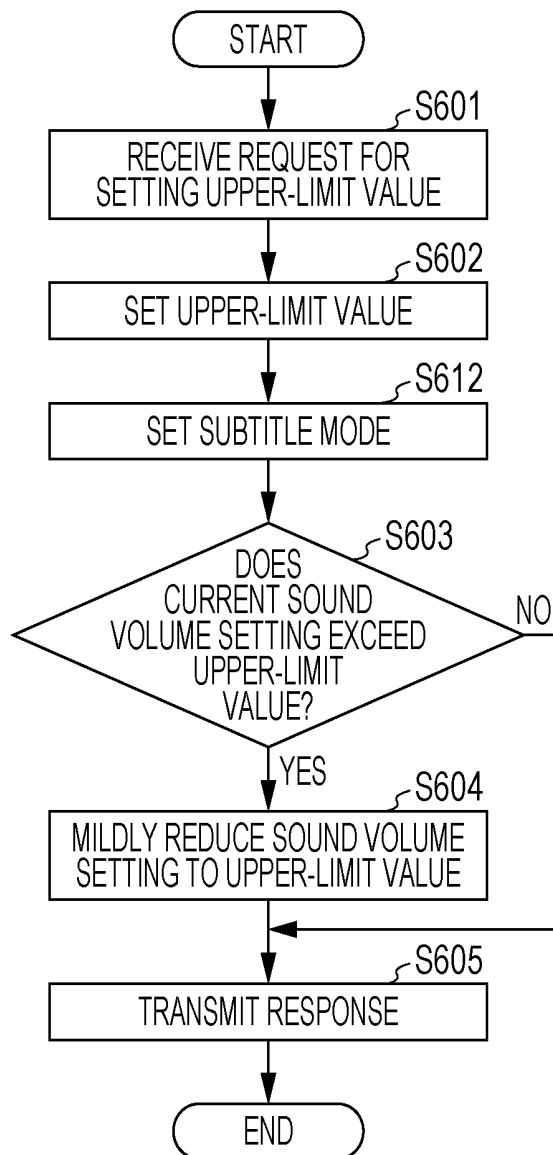 START
S601
RECEIVE REQUEST FOR
SETTING UPPER-LIMIT VALUE
S602
SET UPPER-LIMIT VALUE
S612
SET SUBTITLE MODE
S603
DOES
CURRENT SOUND
VOLUME SETTING EXCEED
UPPER-LIMIT
VALUE?
NO
YES
S604
MILDLY REDUCE SOUND VOLUME
SETTING TO UPPER-LIMIT VALUE
S605
TRANSMIT RESPONSE
END